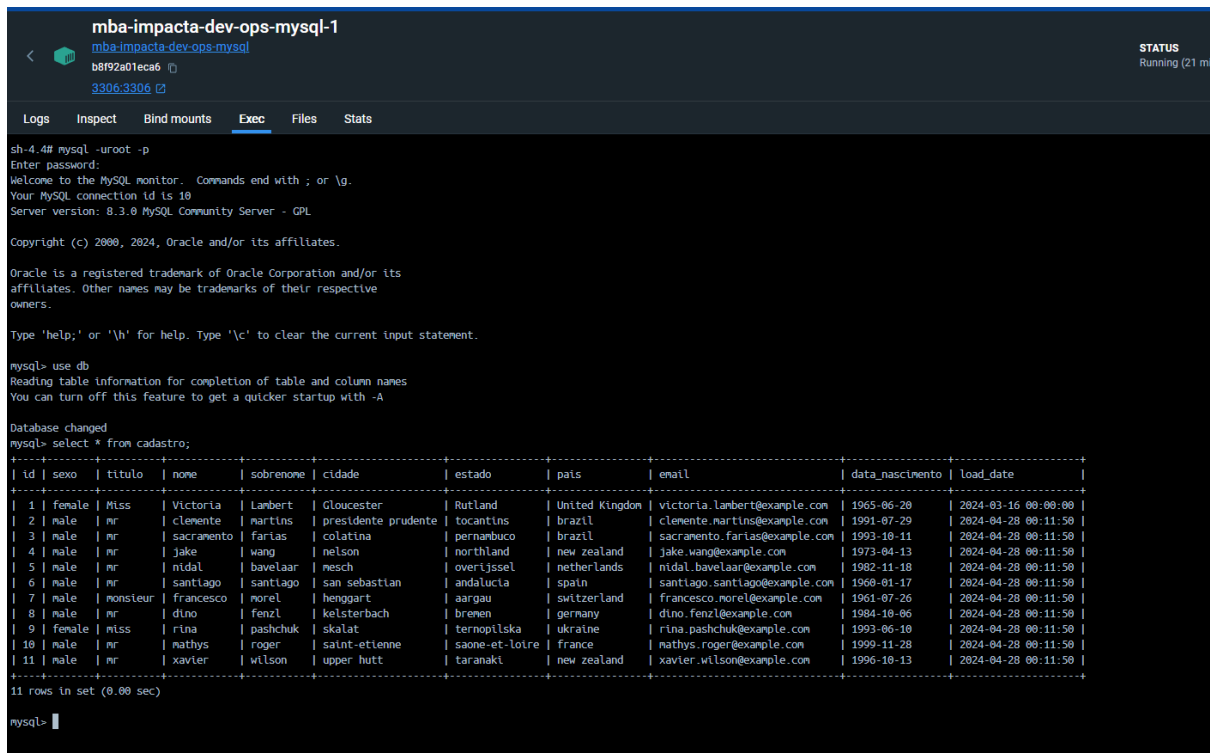 mba-impacta-dev-ops-mysql-1
mba-impacta-dev-ops-mysql
b8f92a01eca6
3306:3306
STATUS
Running (21
Logs Inspect Bind mounts Exec Files Stats
sh-4.4# mysql -uroot -p
Enter password:
Welcome to the MySQL monitor.  Commands end with ; or \g.
Your MySQL connection id is 10
Server version: 8.3.0 MySQL Community Server - GPL
Copyright (c) 2000, 2024, Oracle and/or its affiliates.
Oracle is a registered trademark of Oracle Corporation and/or its
affiliates. Other names may be trademarks of their respective
owners.
Type 'help;' or '\h' for help. Type '\c' to clear the current input statement.
mysql> use db
Reading table information for completion of table and column names
You can turn off this feature to get a quicker startup with -A
Database changed
mysql> select * from cadastro;
| id | sexo | titulo | nome | sobrenome | cidade | estado | pais | email | data_nascimento | load_date |
| 1 | female | Miss | Victoria | Lambert | Gloucester | Rutland | United Kingdom | victoria.lambert@example.com | 1965-06-20 | 2024-03-16 00:00:00 |
| 2 | male | mr | clemente | martins | presidente prudente | tocantins | brazil | clemente.martins@example.com | 1991-07-29 | 2024-04-28 00:11:50 |
| 3 | male | mr | sacramento | farias | colatina | pernambuco | brazil | sacramento.farias@example.com | 1993-10-11 | 2024-04-28 00:11:50 |
| 4 | male | mr | jake | wang | nelson | northland | new zealand | jake.wang@example.com | 1973-04-13 | 2024-04-28 00:11:50 |
| 5 | male | mr | nidal | bavelaar | mesch | overijssel | netherlands | nidal.bavelaar@example.com | 1982-11-18 | 2024-04-28 00:11:50 |
| 6 | male | mr | santiago | santiago | san sebastian | andalucia | spain | santiago.santiago@example.com | 1960-01-17 | 2024-04-28 00:11:50 |
| 7 | male | monsieur | francesco | morel | henggart | aargau | switzerland | francesco.morel@example.com | 1961-07-26 | 2024-04-28 00:11:50 |
| 8 | male | mr | dino | fenzl | kelsterbach | bremen | germany | dino.fenzl@example.com | 1984-10-06 | 2024-04-28 00:11:50 |
| 9 | female | miss | rina | pashchuk | skalat | ternopilska | ukraine | rina.pashchuk@example.com | 1993-06-10 | 2024-04-28 00:11:50 |
| 10 | male | mr | mathys | roger | saint-etienne | saone-et-loire | france | mathys.roger@example.com | 1999-11-28 | 2024-04-28 00:11:50 |
| 11 | male | mr | xavier | wilson | upper hutt | taranaki | new zealand | xavier.wilson@example.com | 1996-10-13 | 2024-04-28 00:11:50 |
11 rows in set (0.00 sec)
mysql>